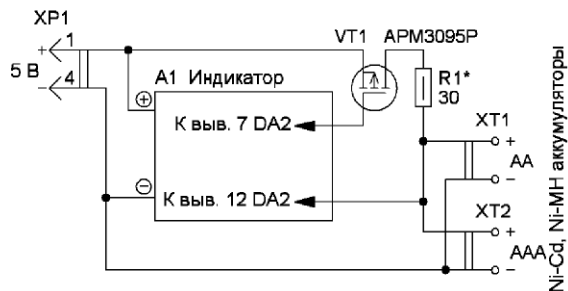 XP1
VT1 APM3095P
+ 1
5 В
− 4
A1 Индикатор
R1*
30
+
К выв. 7 DA2
XT1
+
AA
−
−
К выв. 12 DA2
XT2
+
AAA
−
Ni-Cd, Ni-MH аккумуляторы